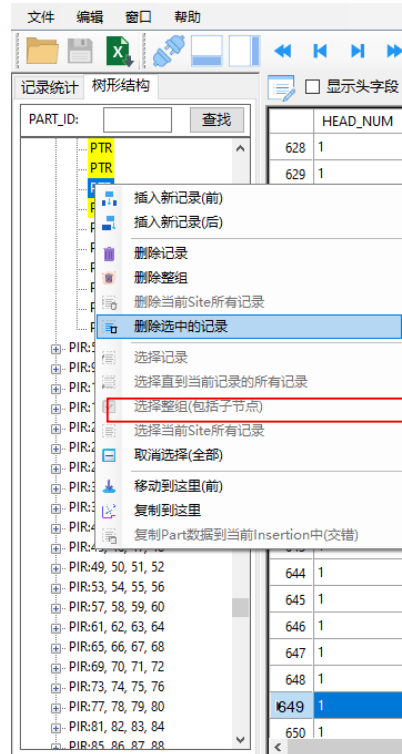 文件 编辑 窗口 帮助
记录统计 树形结构
显示头字段
PART_ID: 查找
HEAD_NUM
PTR
628 1
PTR
629 1
插入新记录(前)
插入新记录(后)
删除记录
删除整组
删除当前Site所有记录
删除选中的记录
选择记录
选择直到当前记录的所有记录
选择整组(包括子节点)
选择当前Site所有记录
取消选择(全部)
移动到这里(前)
复制到这里
复制Part数据到当前Insertion中(交错)
PIR:49, 50, 51, 52
644 1
PIR:53, 54, 55, 56
645 1
PIR:57, 58, 59, 60
646 1
PIR:61, 62, 63, 64
PIR:65, 66, 67, 68
647 1
PIR:69, 70, 71, 72
648 1
PIR:73, 74, 75, 76
649 1
PIR:77, 78, 79, 80
PIR:81, 82, 83, 84
650 1
PIR:85, 86, 87, 88